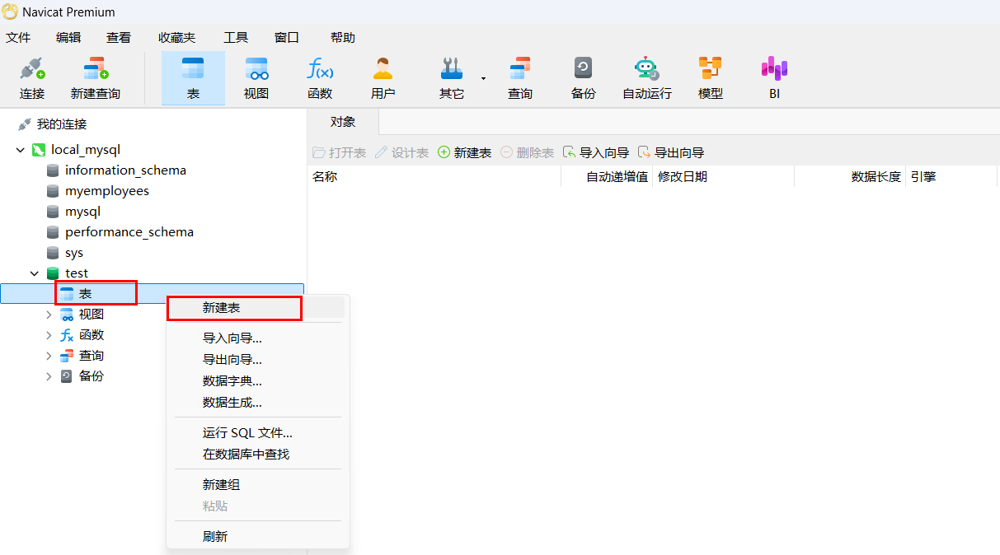 Navicat Premium
文件 编辑 查看 收藏夹 工具 窗口 帮助
连接 新建查询 表 视图 函数 用户 其它 查询 备份 自动运行 模型 BI
我的连接
local_mysql
information_schema
myemployees
mysql
performance_schema
sys
test
表
视图
函数
查询
备份
对象
打开表 设计表 新建表 删除表 导入向导 导出向导
名称 自动递增值 修改日期 数据长度 引擎
新建表
导入向导...
导出向导...
数据字典...
数据生成...
运行 SQL 文件...
在数据库中查找
新建组
粘贴
刷新